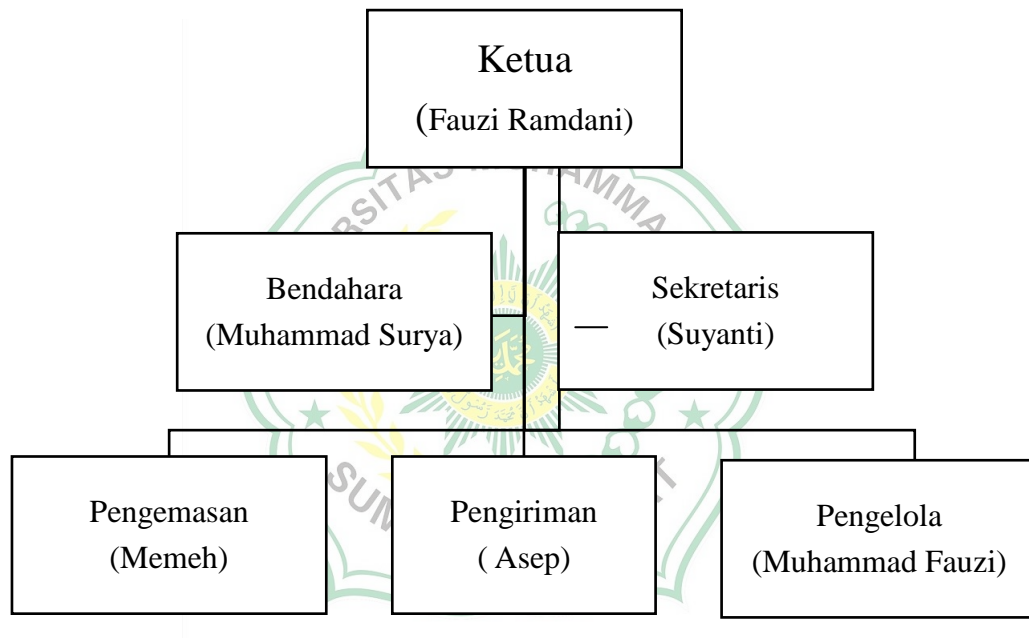 Ketua
(Fauzi Ramdani)
Bendahara
(Muhammad Surya)
Sekretaris
(Suyanti)
Pengemasan
(Memeh)
Pengiriman
( Asep)
Pengelola
(Muhammad Fauzi)